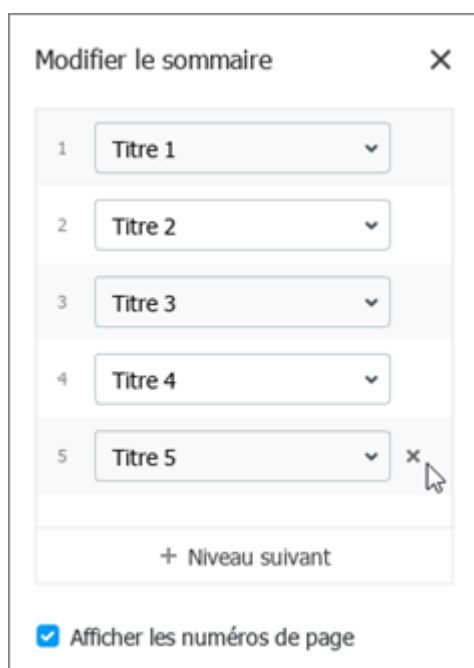 Modifier le sommaire
1 Titre 1
2 Titre 2
3 Titre 3
4 Titre 4
5 Titre 5
+ Niveau suivant
Afficher les numéros de page